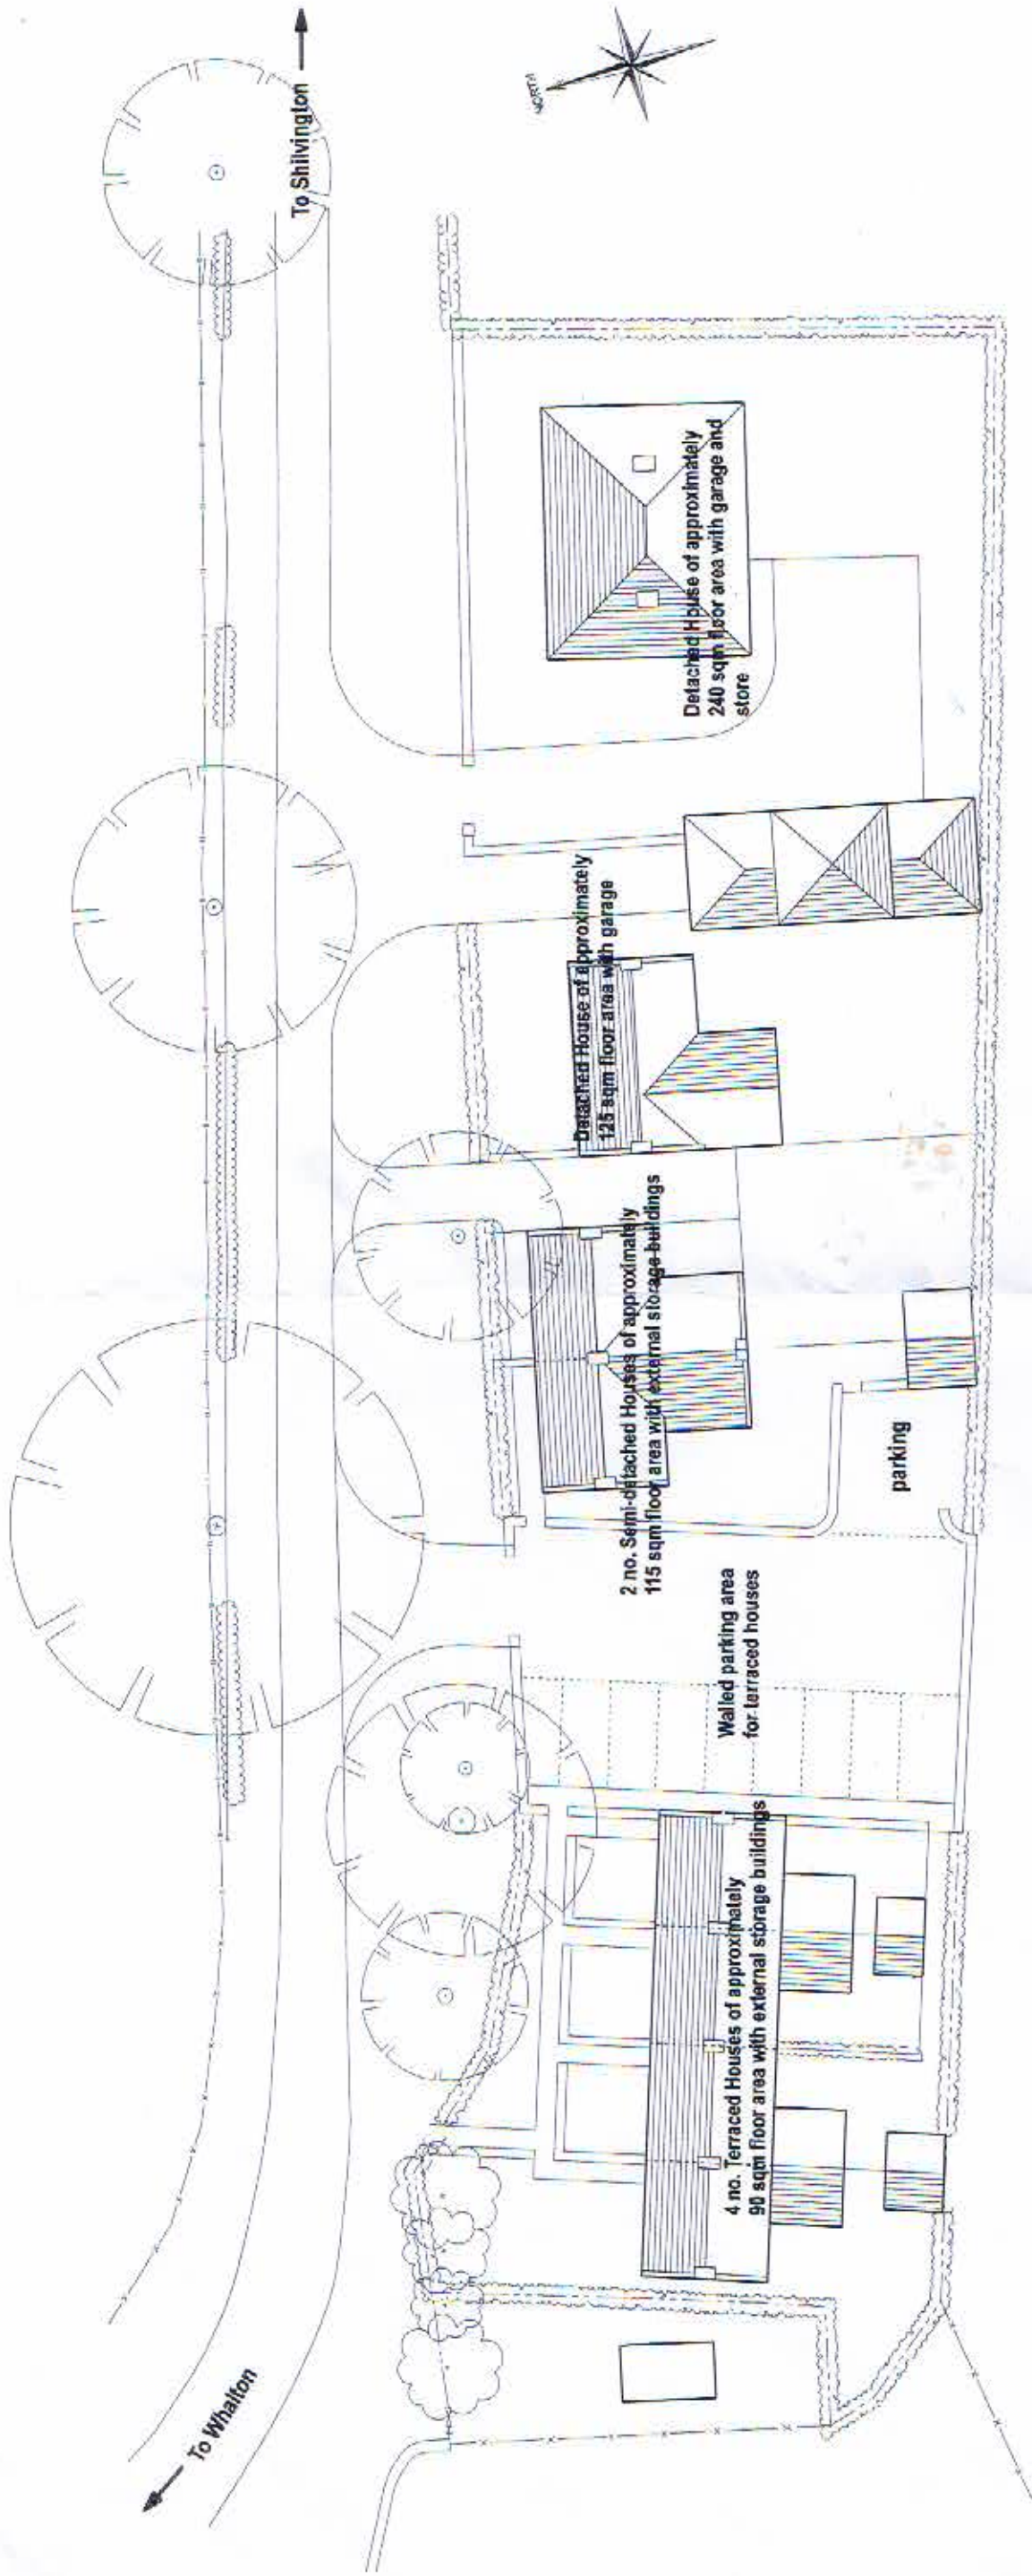 To Whalton
To Shilvington
NORTH
4 no. Terraced Houses of approximately
90 sqm floor area with external storage buildings
Walled parking area
for terraced houses
parking
2 no. Semi-detached Houses of approximately
115 sqm floor area with external storage buildings
Detached House of approximately
125 sqm floor area with garage
Detached House of approximately
240 sqm floor area with garage and
store